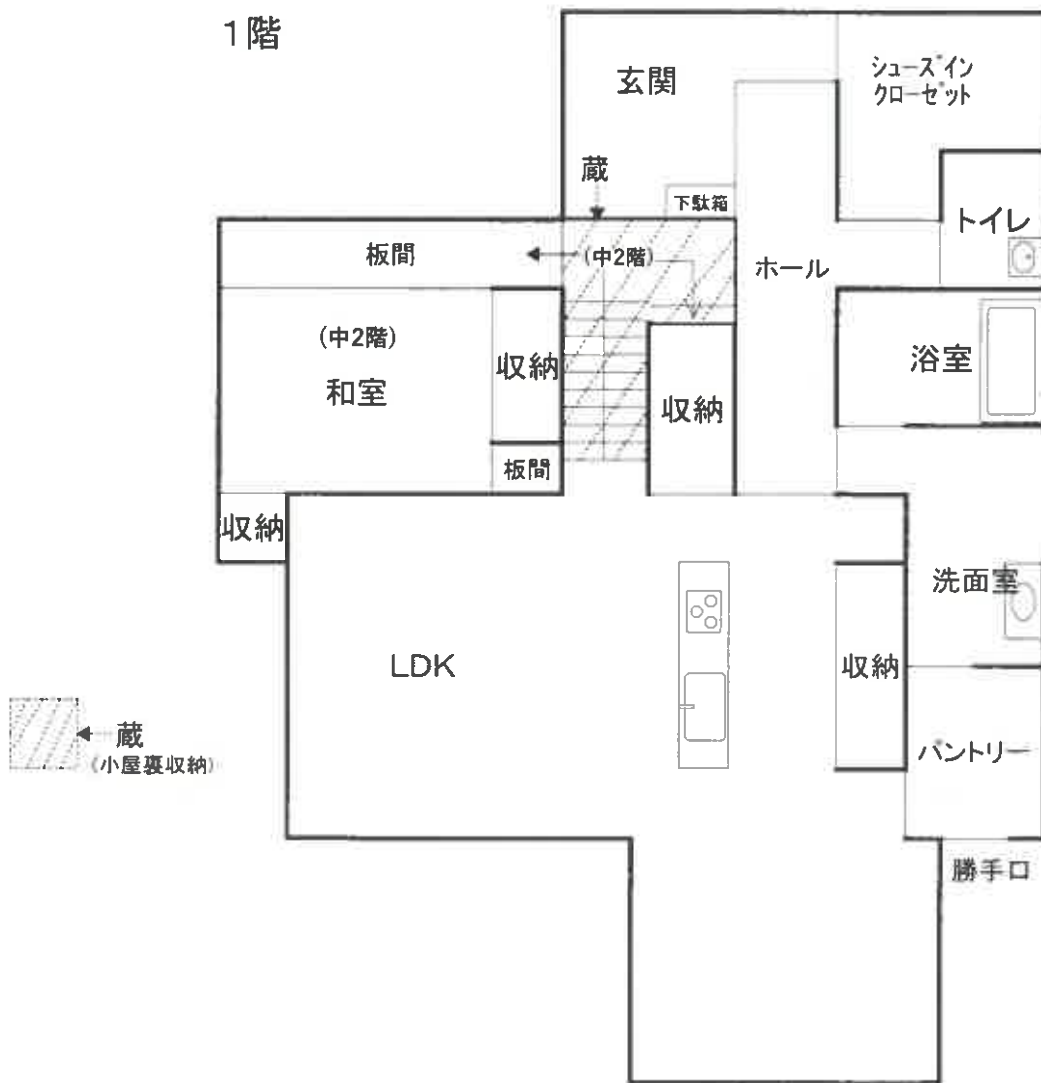 1階
シューズイン
クローゼット
玄関
蔵
下駄箱
トイレ
板間
(中2階)
ホール
(中2階)
和室
収納
浴室
収納
板間
収納
洗面室
LDK
収納
蔵
(小屋裏収納)
パントリー
勝手口